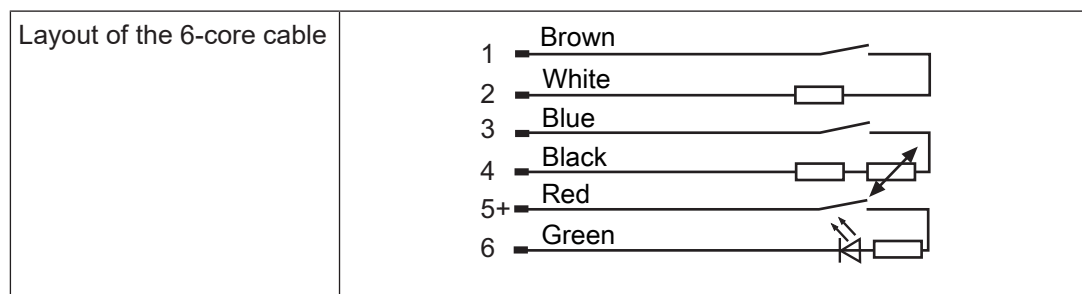 Layout of the 6-core cable
1 Brown
2 White
3 Blue
4 Black
5+ Red
6 Green